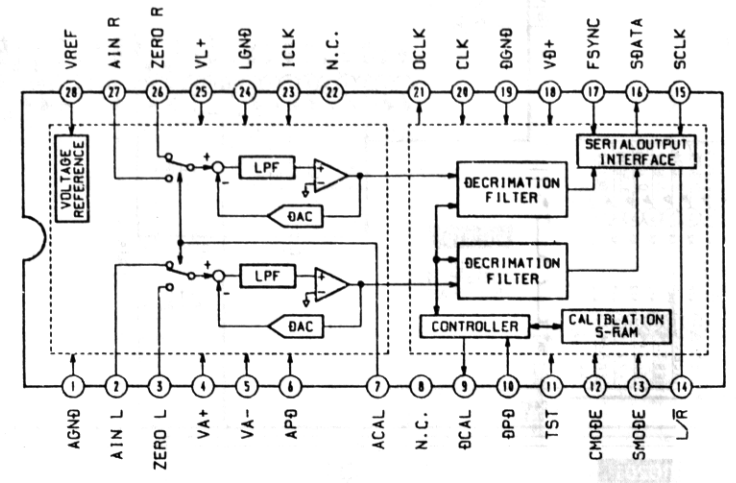 VREF
AIN R
ZERO R
VL+
LGND
ICLK
N.C.
OCLK
CLK
DGND
VD+
FSYNC
SDATA
SCLK
28
27
26
25
24
23
22
21
20
19
18
17
16
15
VOLTAGE
REFERENCE
+
-
LPF
+
-
DAC
DECRIMATION
FILTER
SERIALOUTPUT
INTERFACE
+
-
LPF
+
-
DAC
DECRIMATION
FILTER
CONTROLLER
CALIBLATION
S-RAM
1
2
3
4
5
6
7
8
9
10
11
12
13
14
AGND
AIN L
ZERO L
VA+
VA-
APD
ACAL
N.C.
DCAL
DPD
TST
CMODE
SMODE
L/R̅